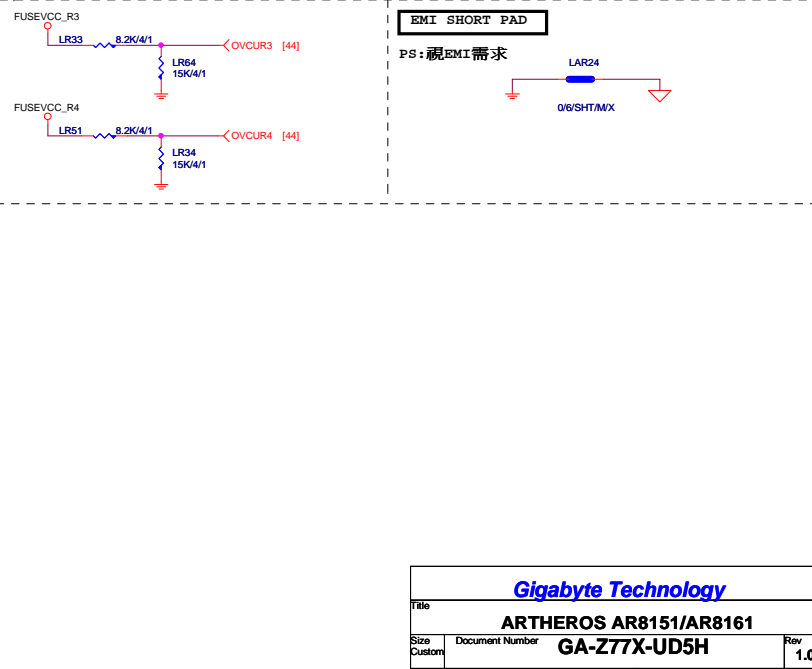 FUSEVCC_R3
LR33 8.2K/4/1 OVCUR3 [44]
LR64
15K/4/1
FUSEVCC_R4
LR51 8.2K/4/1 OVCUR4 [44]
LR34
15K/4/1
EMI SHORT PAD
PS:視EMI需求
LAR24
0/6/SHT/M/X
Gigabyte Technology
Title
ARTHEROS AR8151/AR8161
Size
Custom
Document Number
GA-Z77X-UD5H
Rev
1.0